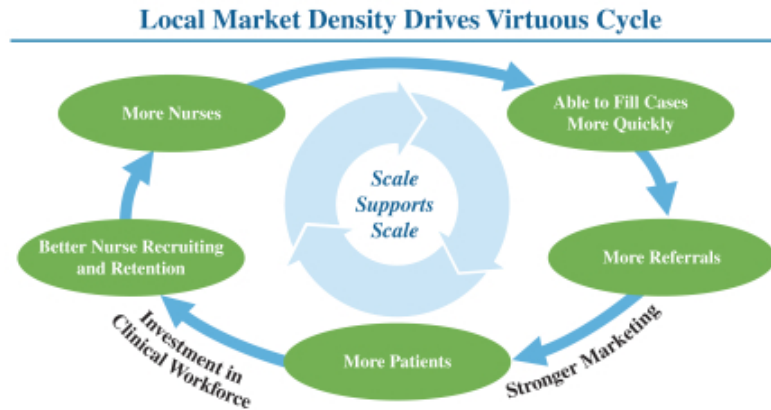 Local Market Density Drives Virtuous Cycle
More Nurses
Able to Fill Cases
More Quickly
Scale
Supports
Scale
Better Nurse Recruiting
and Retention
More Referrals
Investment in
Clinical Workforce
More Patients
Stronger Marketing